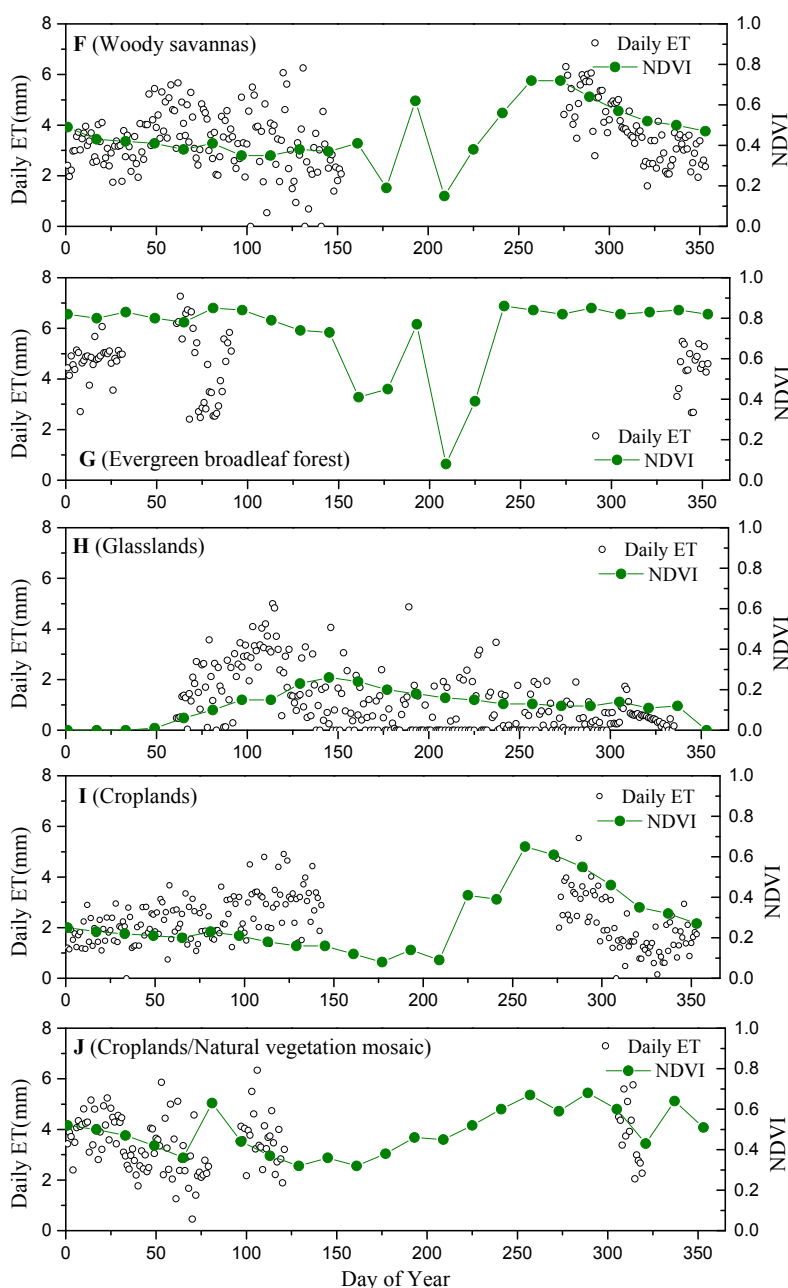 F (Woody savannas)
Daily ET
NDVI
Daily ET(mm)
NDVI
8
6
4
2
0
1.0
0.8
0.6
0.4
0.2
0.0
0 50 100 150 200 250 300 350
G (Evergreen broadleaf forest)
Daily ET
NDVI
Daily ET(mm)
NDVI
8
6
4
2
0
1.0
0.8
0.6
0.4
0.2
0.0
0 50 100 150 200 250 300 350
H (Glasslands)
Daily ET
NDVI
Daily ET(mm)
NDVI
8
6
4
2
0
1.0
0.8
0.6
0.4
0.2
0.0
0 50 100 150 200 250 300 350
I (Croplands)
Daily ET
NDVI
Daily ET(mm)
NDVI
8
6
4
2
0
1.0
0.8
0.6
0.4
0.2
0.0
0 50 100 150 200 250 300 350
J (Croplands/Natural vegetation mosaic)
Daily ET
NDVI
Daily ET(mm)
NDVI
8
6
4
2
0
1.0
0.8
0.6
0.4
0.2
0.0
0 50 100 150 200 250 300 350
Day of Year